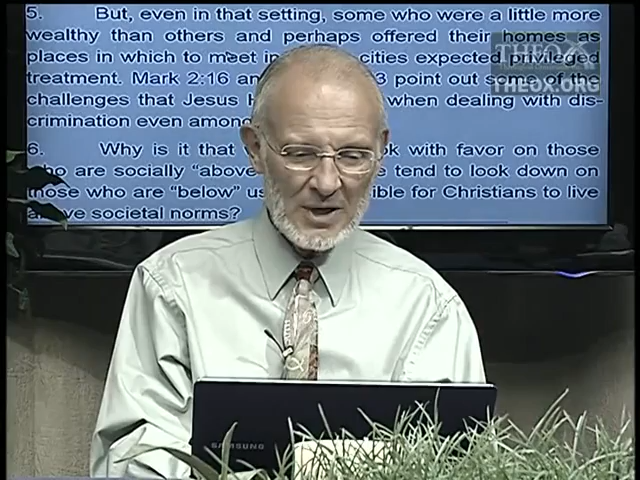 5. But, even in that setting, some who were a little more
wealthy than others and perhaps offered their homes as
places in which to meet in cities expected privileged
treatment. Mark 2:16 an 3 point out some of the
challenges that Jesus H when dealing with dis-
crimination even among
6. Why is it that k with favor on those
who are socially “above tend to look down on
those who are “below” us ible for Christians to live
above societal norms?
THEOX
THEOX.ORG
SAMSUNG